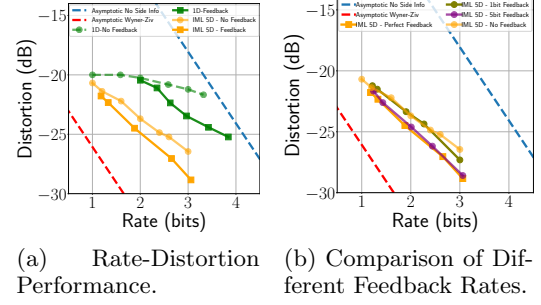 Asymptotic No Side Info
Asymptotic Wyner-Ziv
1D-No Feedback
1D-Feedback
IML 5D - No Feedback
IML 5D - Feedback
−15
−20
−25
−30
Distortion (dB)
1 2 3 4
Rate (bits)
(a) Rate-Distortion
Performance.
Asymptotic No Side Info
Asymptotic Wyner-Ziv
IML 5D - Perfect Feedback
IML 5D - 1bit Feedback
IML 5D - 5bit Feedback
IML 5D - No Feedback
−15
−20
−25
−30
Distortion (dB)
1 2 3 4
Rate (bits)
(b) Comparison of Dif-
ferent Feedback Rates.